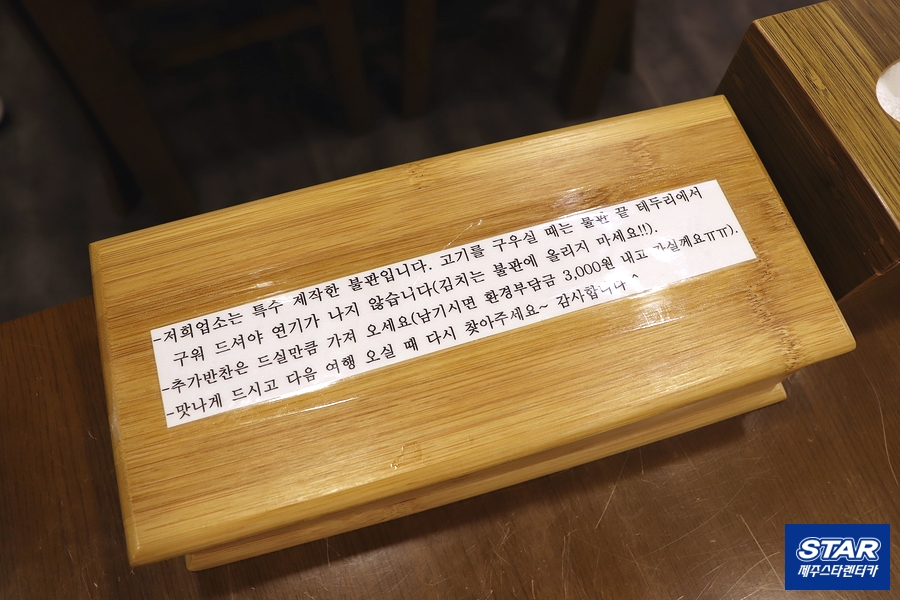 -저희업소는 특수 제작한 불판입니다. 고기를 구우실 때는 불판 끝 테두리에서
구워 드셔야 연기가 나지 않습니다(김치는 불판에 올리지 마세요!!).
-추가반찬은 드실만큼 가져 오세요(남기시면 환경부담금 3,000원 내고 가실께요ㅠㅠ).
-맛나게 드시고 다음 여행 오실 때 다시 찾아주세요~ 감사합니다^^
STAR
제주스타렌터카